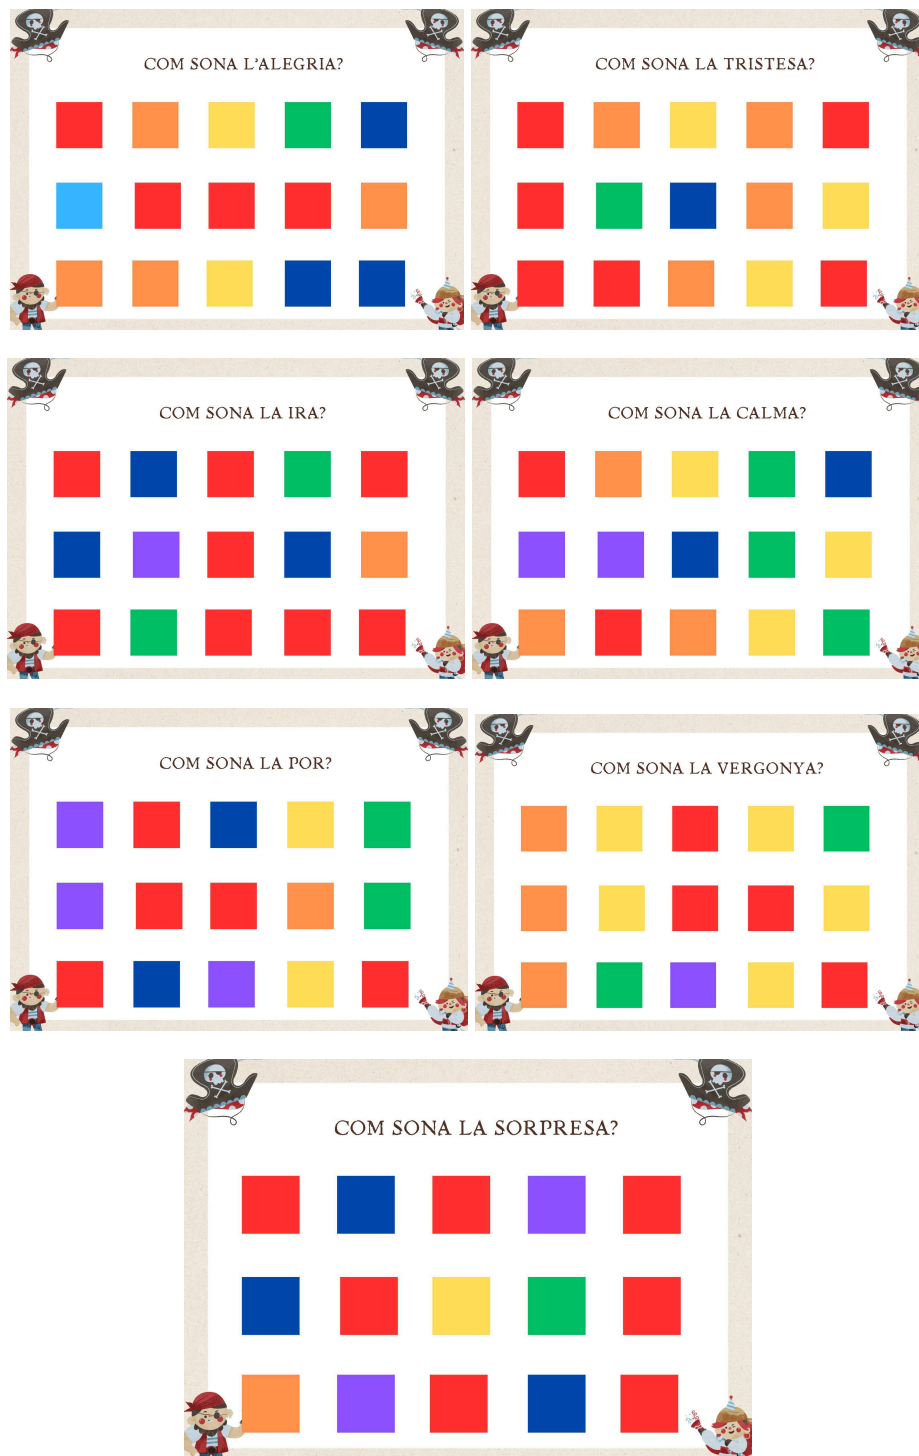 COM SONA L'ALEGRIA?
COM SONA LA TRISTESA?
COM SONA LA IRA?
COM SONA LA CALMA?
COM SONA LA POR?
COM SONA LA VERGONYA?
COM SONA LA SORPRESA?